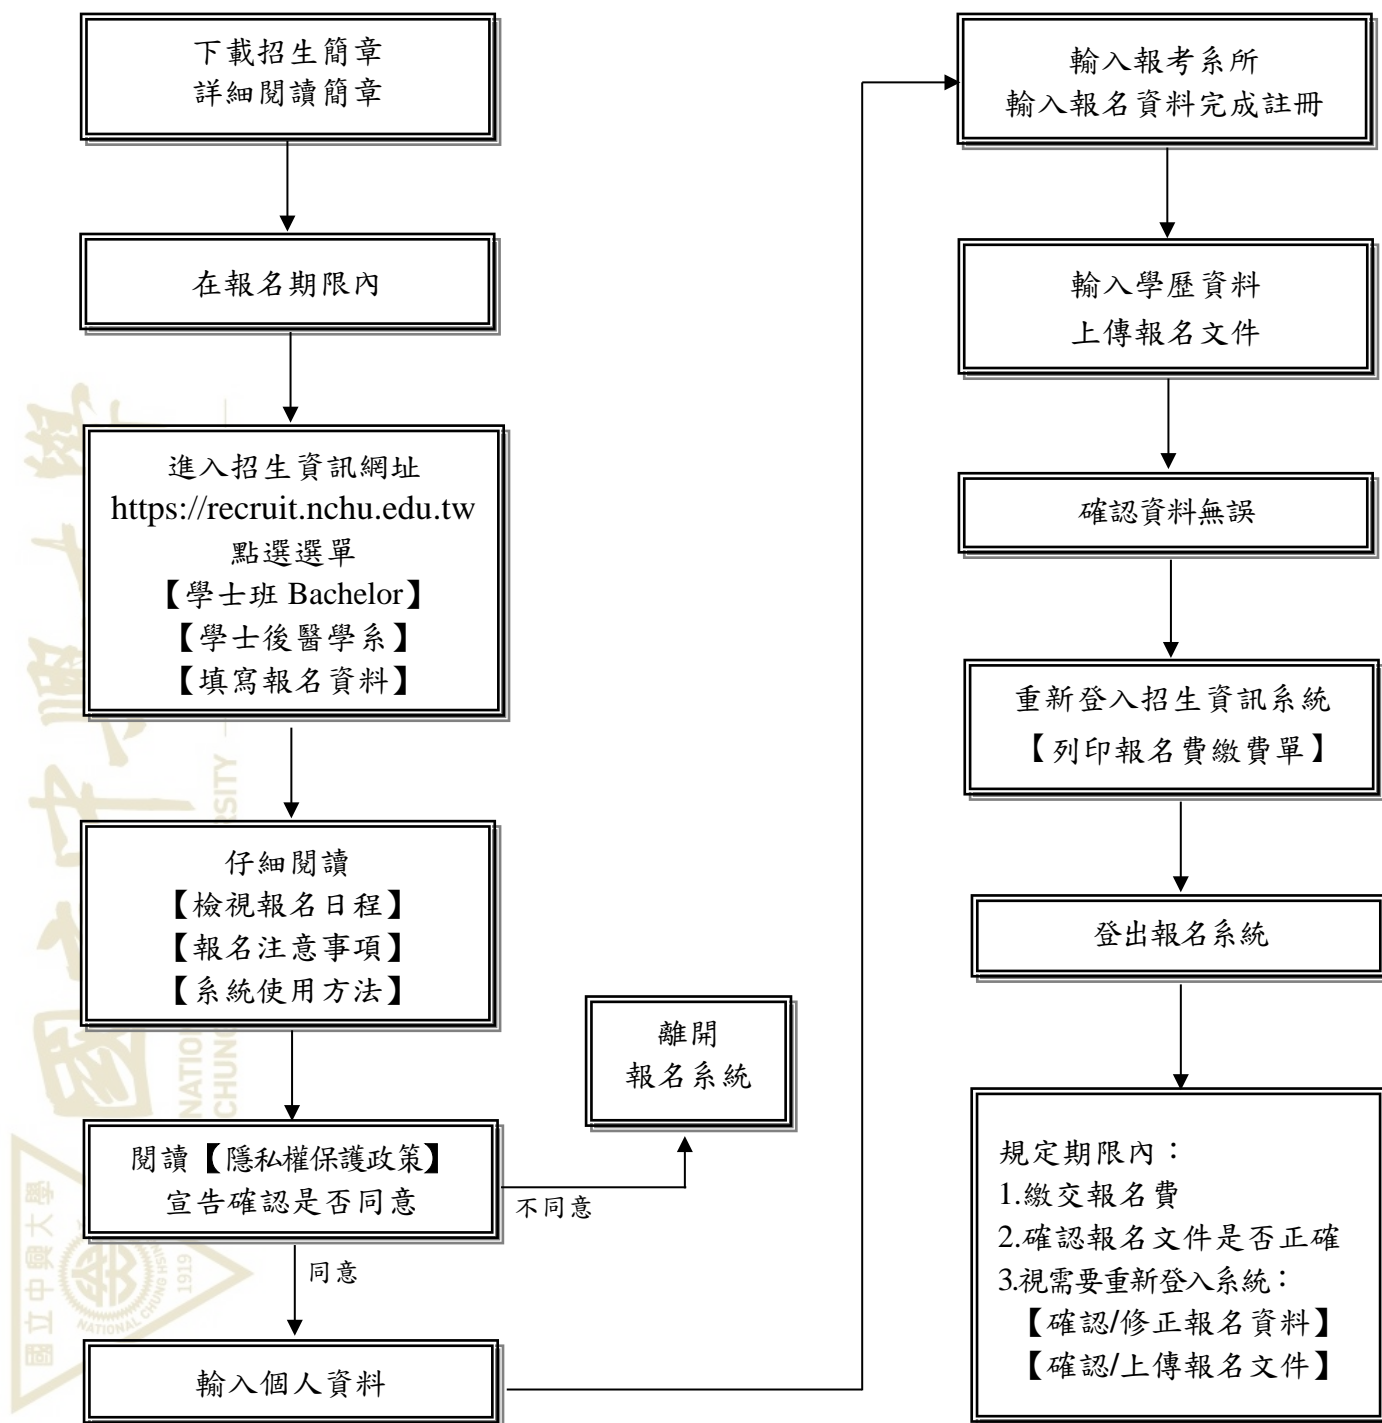 下載招生簡章
詳細閱讀簡章
在報名期限內
進入招生資訊網址
https://recruit.nchu.edu.tw
點選選單
【學士班 Bachelor】
【學士後醫學系】
【填寫報名資料】
仔細閱讀
【檢視報名日程】
【報名注意事項】
【系統使用方法】
閱讀【隱私權保護政策】
宣告確認是否同意
不同意
離開
報名系統
同意
輸入個人資料
輸入報考系所
輸入報名資料完成註冊
輸入學歷資料
上傳報名文件
確認資料無誤
重新登入招生資訊系統
【列印報名費繳費單】
登出報名系統
規定期限內：
1.繳交報名費
2.確認報名文件是否正確
3.視需要重新登入系統：
【確認/修正報名資料】
【確認/上傳報名文件】
國立中興大學
1919